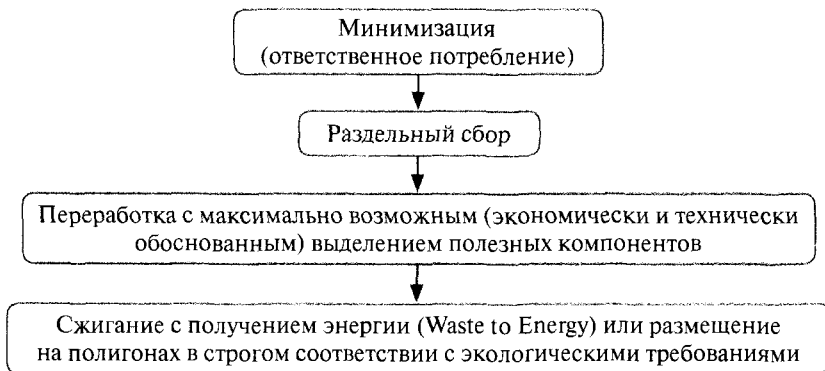 Минимизация
(ответственное потребление)
Раздельный сбор
Переработка с максимально возможным (экономически и технически
обоснованным) выделением полезных компонентов
Сжигание с получением энергии (Waste to Energy) или размещение
на полигонах в строгом соответствии с экологическими требованиями